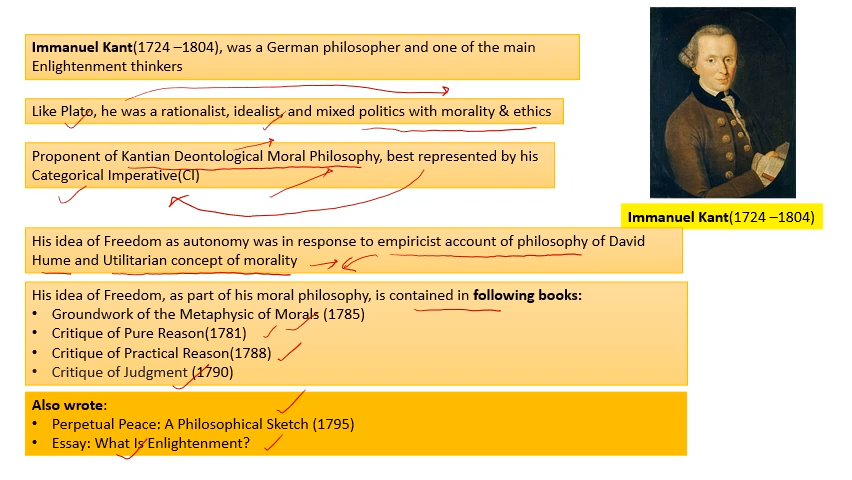 Immanuel Kant(1724 –1804), was a German philosopher and one of the main
Enlightenment thinkers
Like Plato, he was a rationalist, idealist, and mixed politics with morality & ethics
Proponent of Kantian Deontological Moral Philosophy, best represented by his
Categorical Imperative(CI)
Immanuel Kant(1724 –1804)
His idea of Freedom as autonomy was in response to empiricist account of philosophy of David
Hume and Utilitarian concept of morality
His idea of Freedom, as part of his moral philosophy, is contained in following books:
• Groundwork of the Metaphysic of Morals (1785)
• Critique of Pure Reason(1781)
• Critique of Practical Reason(1788)
• Critique of Judgment (1790)
Also wrote:
• Perpetual Peace: A Philosophical Sketch (1795)
• Essay: What Is Enlightenment?